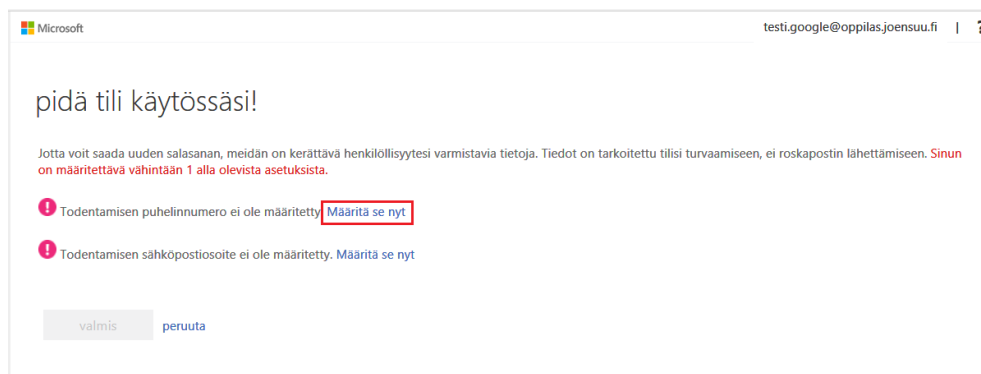 Microsoft testi.google@oppilas.joensuu.fi | ?
pidä tili käytössäsi!
Jotta voit saada uuden salasanan, meidän on kerättävä henkilöllisyytesi varmistavia tietoja. Tiedot on tarkoitettu tilisi turvaamiseen, ei roskapostin lähettämiseen. Sinun
on määritettävä vähintään 1 alla olevista asetuksista.
Todentamisen puhelinnumero ei ole määritetty. Määritä se nyt
Todentamisen sähköpostiosoite ei ole määritetty. Määritä se nyt
valmis peruuta